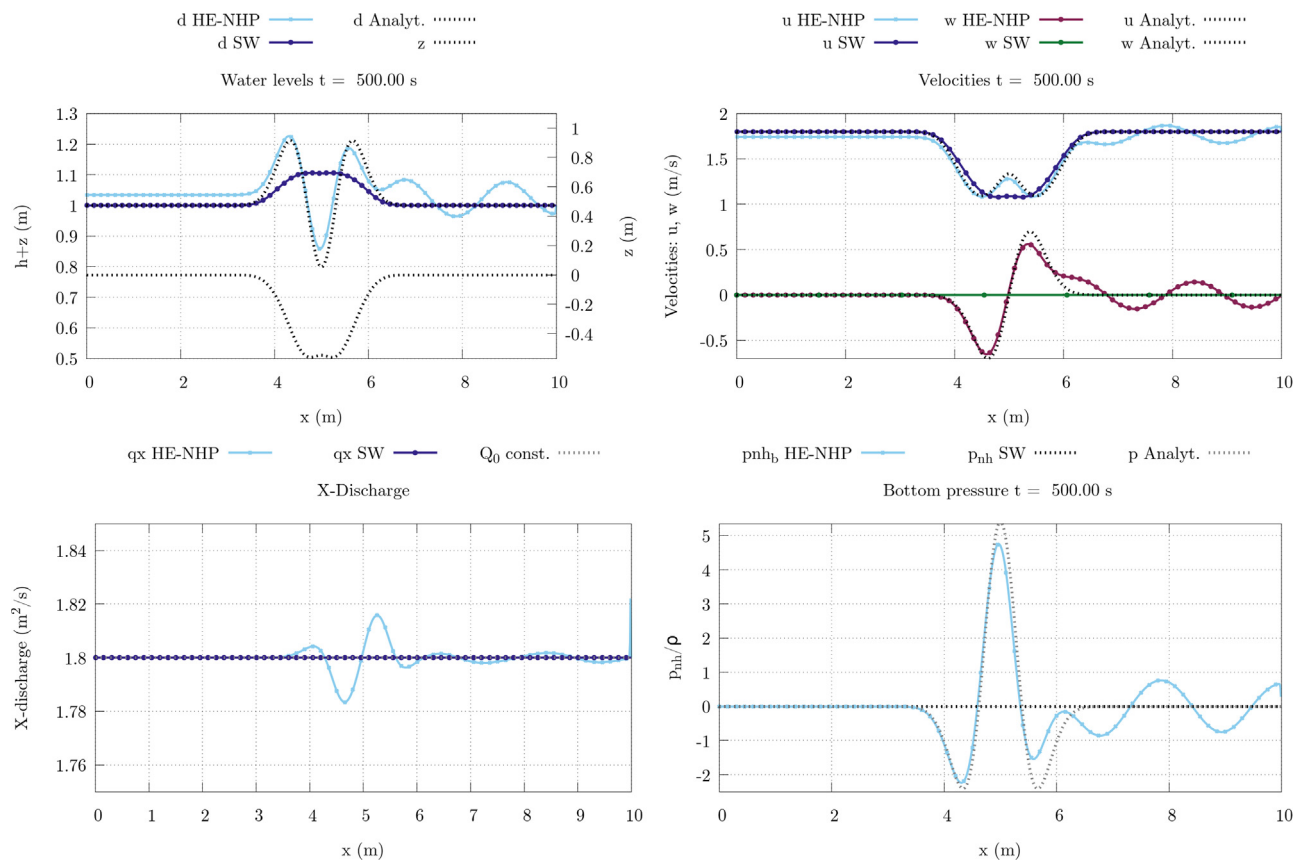 d HE-NHP d Analyt.
d SW z
Water levels t = 500.00 s
1.3
1.2
1.1
1
0.9
0.8
0.7
0.6
0.5
h+z (m)
1
0.8
0.6
0.4
0.2
0
-0.2
-0.4
z (m)
0 2 4 6 8 10
x (m)
u HE-NHP w HE-NHP u Analyt.
u SW w SW w Analyt.
Velocities t = 500.00 s
2
1.5
1
0.5
0
-0.5
Velocities: u, w (m/s)
0 2 4 6 8 10
x (m)
qx HE-NHP qx SW Q₀ const.
X-Discharge
1.84
1.82
1.8
1.78
1.76
X-discharge (m²/s)
0 1 2 3 4 5 6 7 8 9 10
x (m)
pnh_b HE-NHP p_nh SW p Analyt.
Bottom pressure t = 500.00 s
5
4
3
2
1
0
-1
-2
p_nh/ρ
0 2 4 6 8 10
x (m)